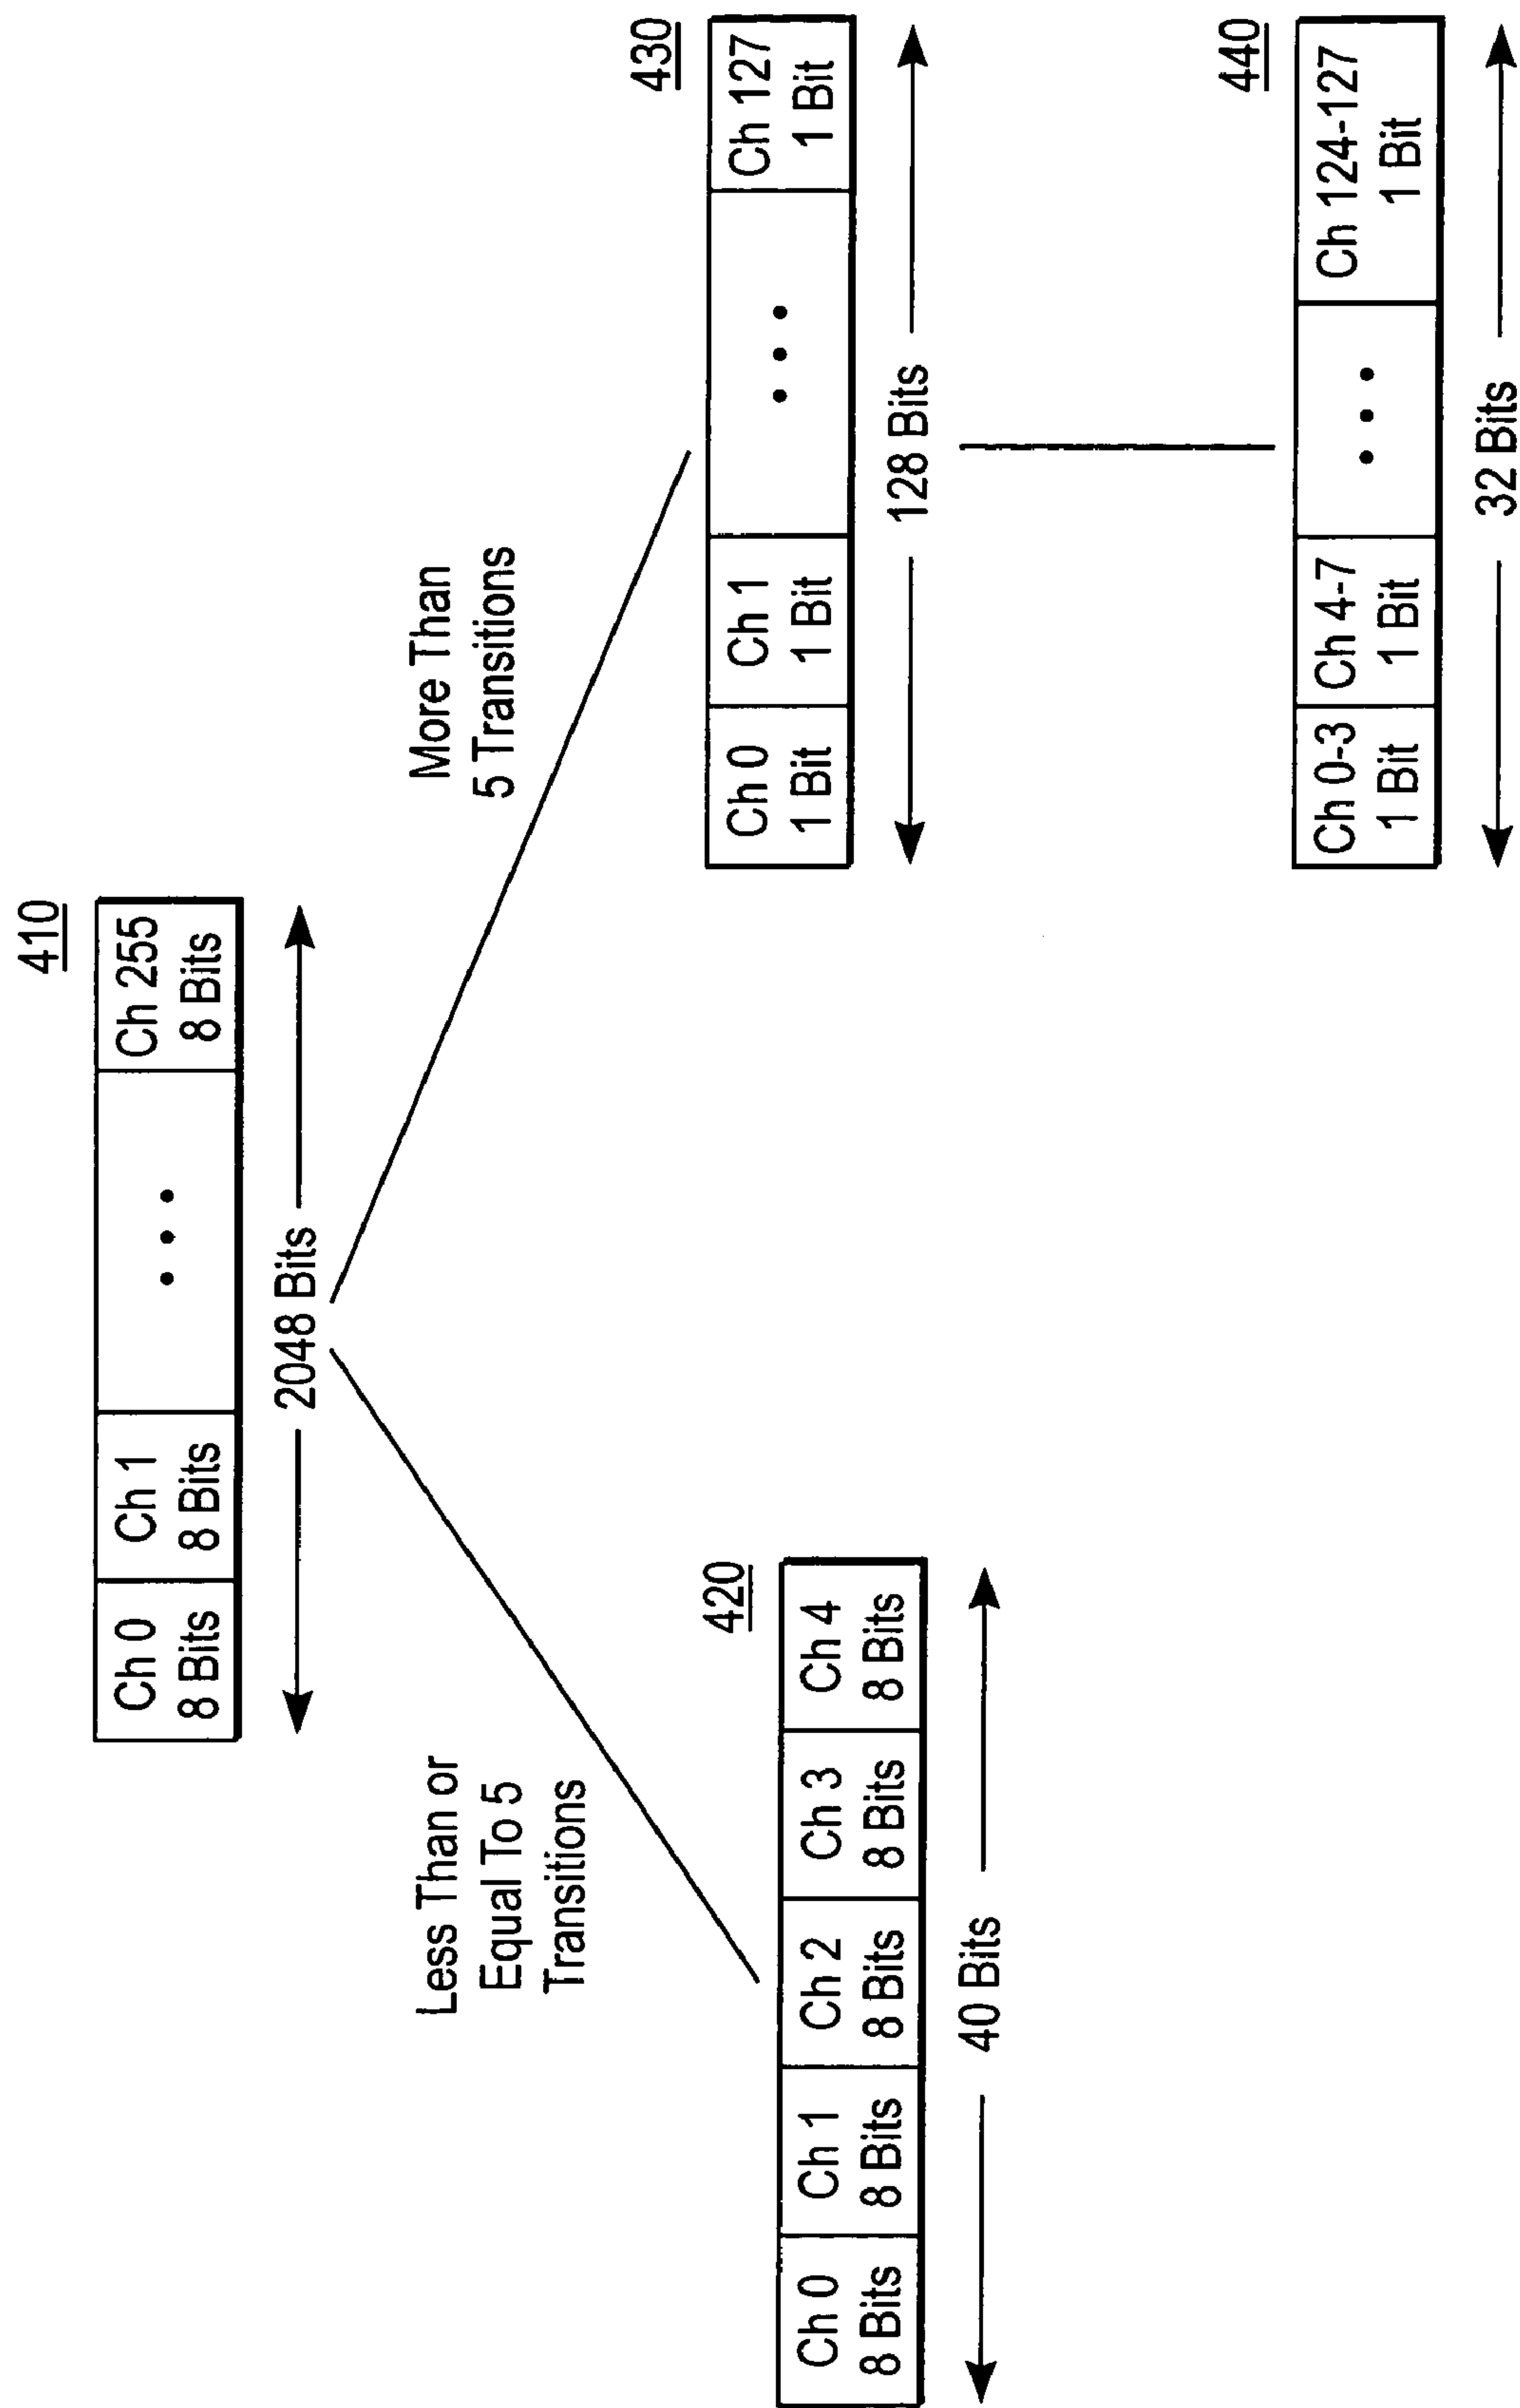 410
Ch 0
8 Bits
Ch 1
8 Bits
• • •
Ch 255
8 Bits
2048 Bits
Less Than or
Equal To 5
Transitions
More Than
5 Transitions
420
Ch 0
8 Bits
Ch 1
8 Bits
Ch 2
8 Bits
Ch 3
8 Bits
Ch 4
8 Bits
40 Bits
430
Ch 0
1 Bit
Ch 1
1 Bit
• • •
Ch 127
1 Bit
128 Bits
440
Ch 0-3
1 Bit
Ch 4-7
1 Bit
• • •
Ch 124-127
1 Bit
32 Bits